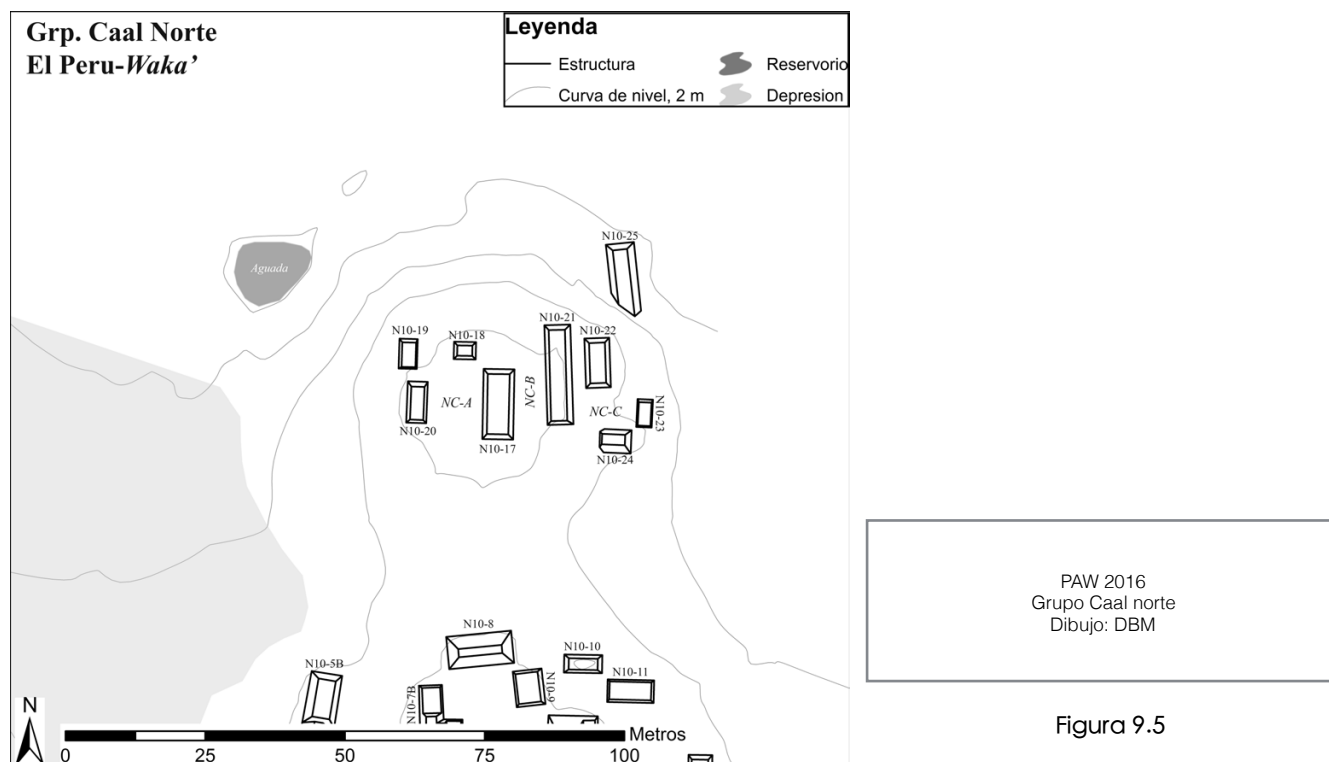 Grp. Caal Norte
El Peru-Waka’
Leyenda
Estructura
Reservorio
Curva de nivel, 2 m
Depresion
Aguada
N10-25
N10-21
N10-19
N10-18
N10-22
NC-A
NC-B
NC-C
N10-23
N10-20
N10-17
N10-24
N10-8
N10-10
N10-5B
N10-7B
N10-9
N10-11
N
Metros
0 25 50 75 100
PAW 2016
Grupo Caal norte
Dibujo: DBM
Figura 9.5